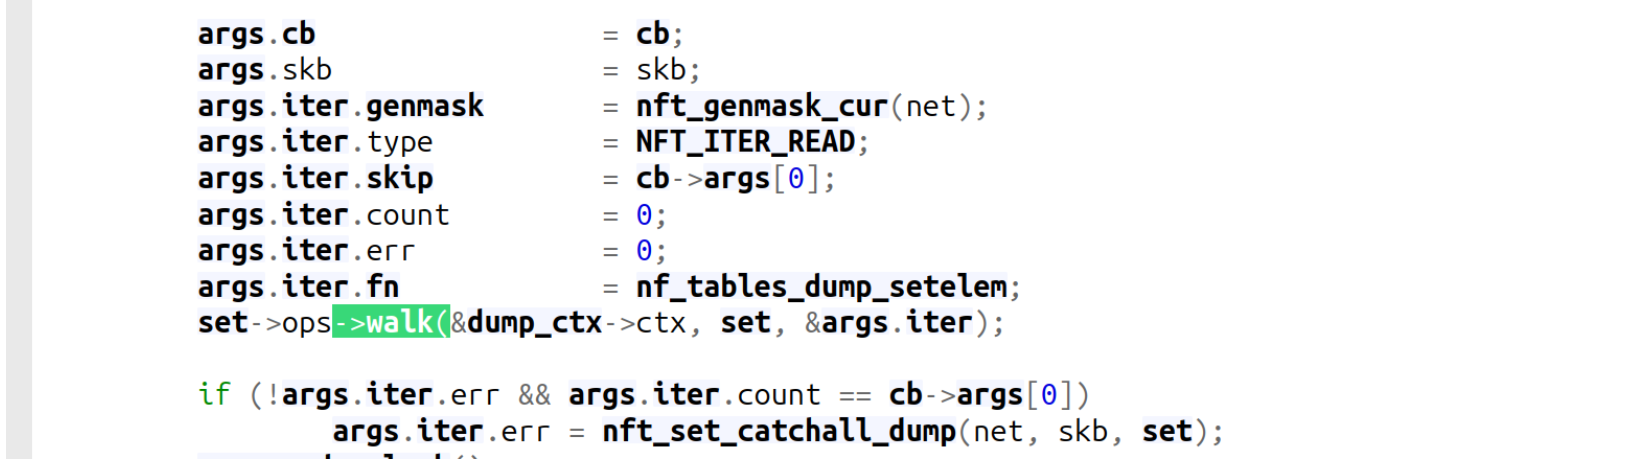 args.cb = cb;
args.skb = skb;
args.iter.genmask = nft_genmask_cur(net);
args.iter.type = NFT_ITER_READ;
args.iter.skip = cb->args[0];
args.iter.count = 0;
args.iter.err = 0;
args.iter.fn = nf_tables_dump_setelem;
set->ops->walk(&dump_ctx->ctx, set, &args.iter);
if (!args.iter.err && args.iter.count == cb->args[0])
args.iter.err = nft_set_catchall_dump(net, skb, set);